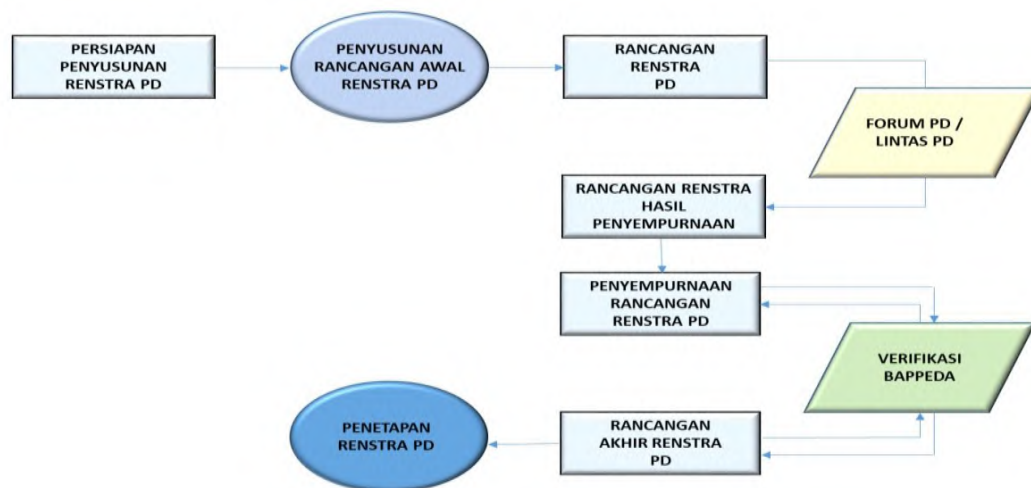 PERSIAPAN
PENYUSUNAN
RENSTRA PD
PENYUSUNAN
RANCANGAN AWAL
RENSTRA PD
RANCANGAN
RENSTRA
PD
FORUM PD /
LINTAS PD
RANCANGAN RENSTRA
HASIL
PENYEMPURNAAN
PENYEMPURNAAN
RANCANGAN
RENSTRA PD
VERIFIKASI
BAPPEDA
RANCANGAN
AKHIR RENSTRA
PD
PENETAPAN
RENSTRA PD